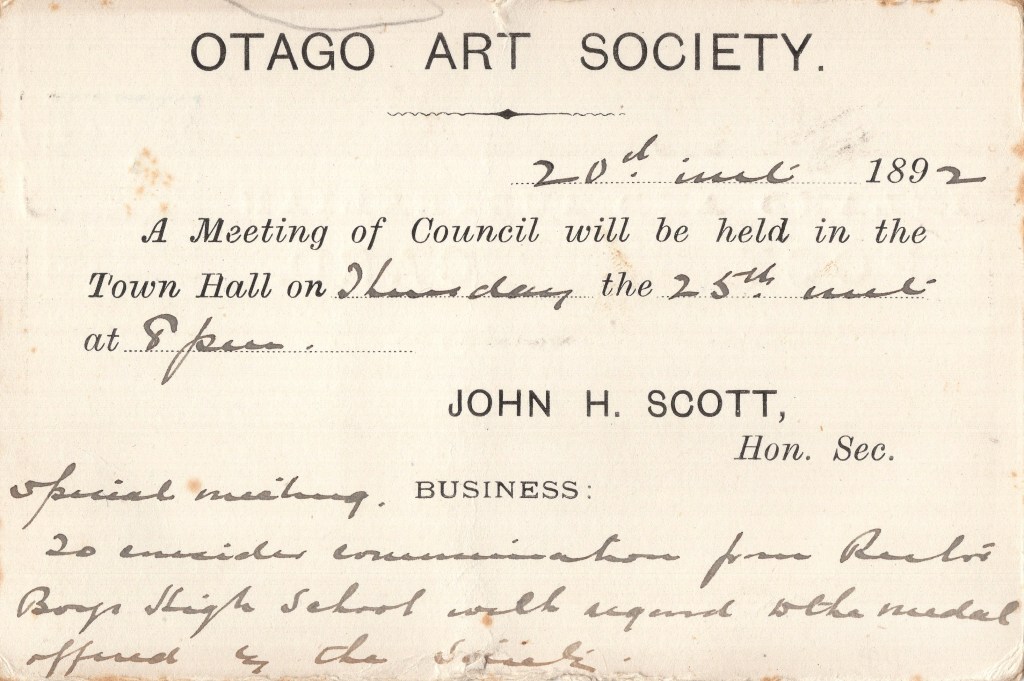 OTAGO ART SOCIETY.
20th inst 1892
A Meeting of Council will be held in the
Town Hall on Thursday the 25th inst
at 8 pm.
JOHN H. SCOTT,
Hon. Sec.
Special meeting. BUSINESS:
To consider communication from Rector
Boys High School with regard to the medal
offered by the Society.